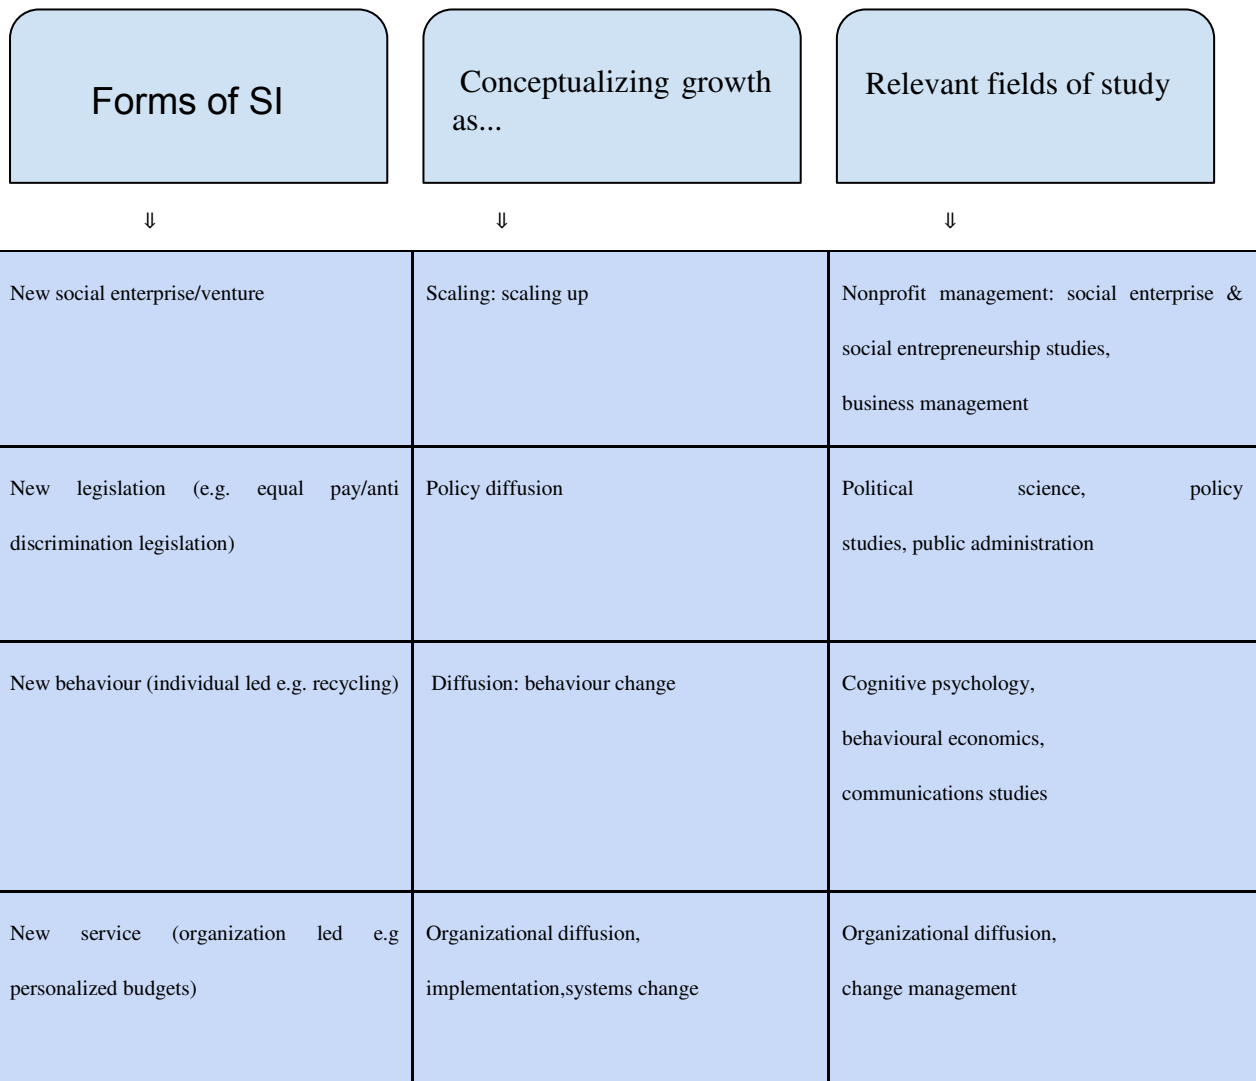 Forms of SI
Conceptualizing growth
as...
Relevant fields of study
⇓
⇓
⇓
New social enterprise/venture
Scaling: scaling up
Nonprofit management: social enterprise &
social entrepreneurship studies,
business management
New legislation (e.g. equal pay/anti
discrimination legislation)
Policy diffusion
Political science, policy
studies, public administration
New behaviour (individual led e.g. recycling)
Diffusion: behaviour change
Cognitive psychology,
behavioural economics,
communications studies
New service (organization led e.g
personalized budgets)
Organizational diffusion,
implementation,systems change
Organizational diffusion,
change management